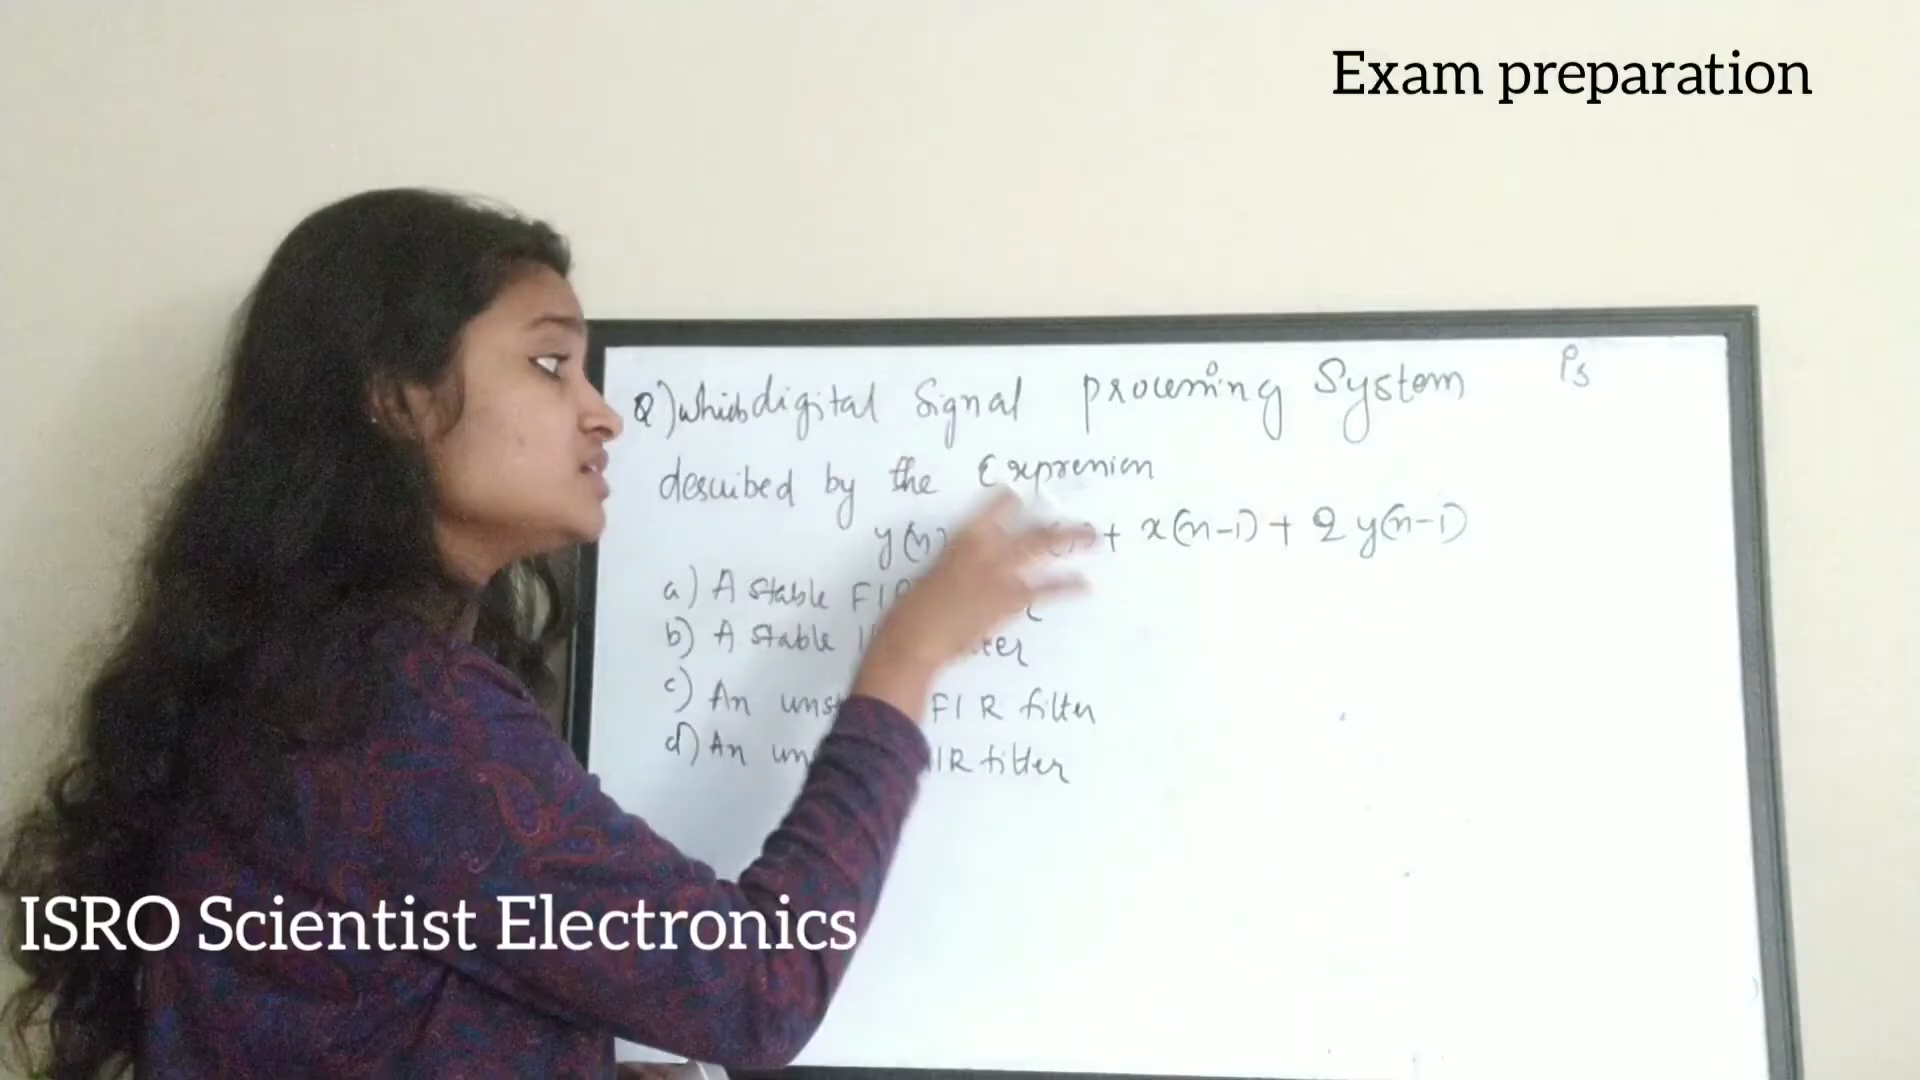 Exam preparation
Q) which digital Signal processing System Ps
described by the Expression
y(n) + x(n-1) + 2 y(n-1)
a) A stable
b) A stable
c) An FIR filter
d) An filter
ISRO Scientist Electronics